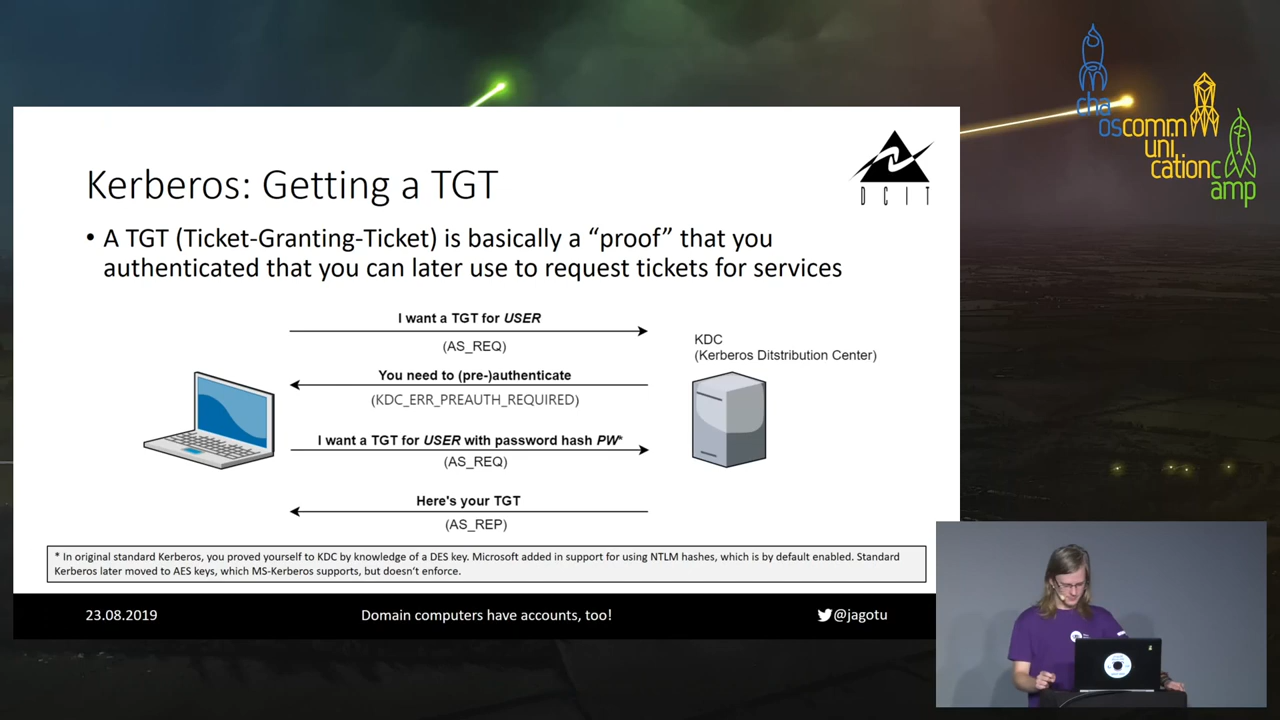 chaoscommunicationcamp
DCIT
Kerberos: Getting a TGT
• A TGT (Ticket-Granting-Ticket) is basically a “proof” that you
authenticated that you can later use to request tickets for services
I want a TGT for USER
(AS_REQ)
KDC
(Kerberos Ditstribution Center)
You need to (pre-)authenticate
(KDC_ERR_PREAUTH_REQUIRED)
I want a TGT for USER with password hash PW*
(AS_REQ)
Here's your TGT
(AS_REP)
* In original standard Kerberos, you proved yourself to KDC by knowledge of a DES key. Microsoft added in support for using NTLM hashes, which is by default enabled. Standard
Kerberos later moved to AES keys, which MS-Kerberos supports, but doesn‘t enforce.
23.08.2019
Domain computers have accounts, too!
@jagotu